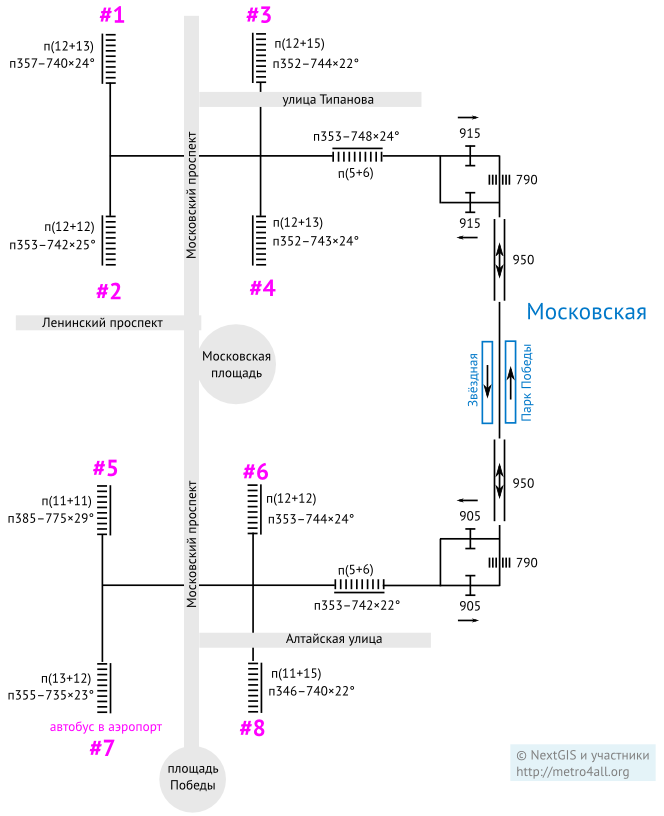 #1
#3
п(12+13)
п357–740×24°
п(12+15)
п352–744×22°
улица Типанова
915
п353–748×24°
Московский проспект
790
п(5+6)
п(12+12)
п353–742×25°
п(12+13)
п352–743×24°
915
950
#2
#4
Московская
Ленинский проспект
Московская
площадь
Звёздная
Парк Победы
#5
#6
950
п(11+11)
п385–775×29°
п(12+12)
п353–744×24°
905
Московский проспект
790
п(5+6)
п353–742×22°
905
Алтайская улица
п(13+12)
п355–735×23°
п(11+15)
п346–740×22°
автобус в аэропорт
#7
#8
площадь
Победы
© NextGIS и участники
http://metro4all.org